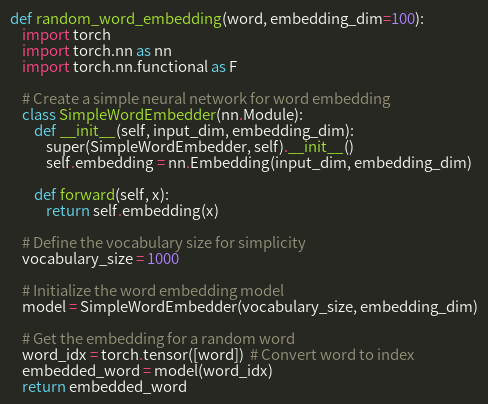 def random_word_embedding(word, embedding_dim=100):
import torch
import torch.nn as nn
import torch.nn.functional as F
# Create a simple neural network for word embedding
class SimpleWordEmbedder(nn.Module):
def __init__(self, input_dim, embedding_dim):
super(SimpleWordEmbedder, self).__init__()
self.embedding = nn.Embedding(input_dim, embedding_dim)
def forward(self, x):
return self.embedding(x)
# Define the vocabulary size for simplicity
vocabulary_size = 1000
# Initialize the word embedding model
model = SimpleWordEmbedder(vocabulary_size, embedding_dim)
# Get the embedding for a random word
word_idx = torch.tensor([word])  # Convert word to index
embedded_word = model(word_idx)
return embedded_word